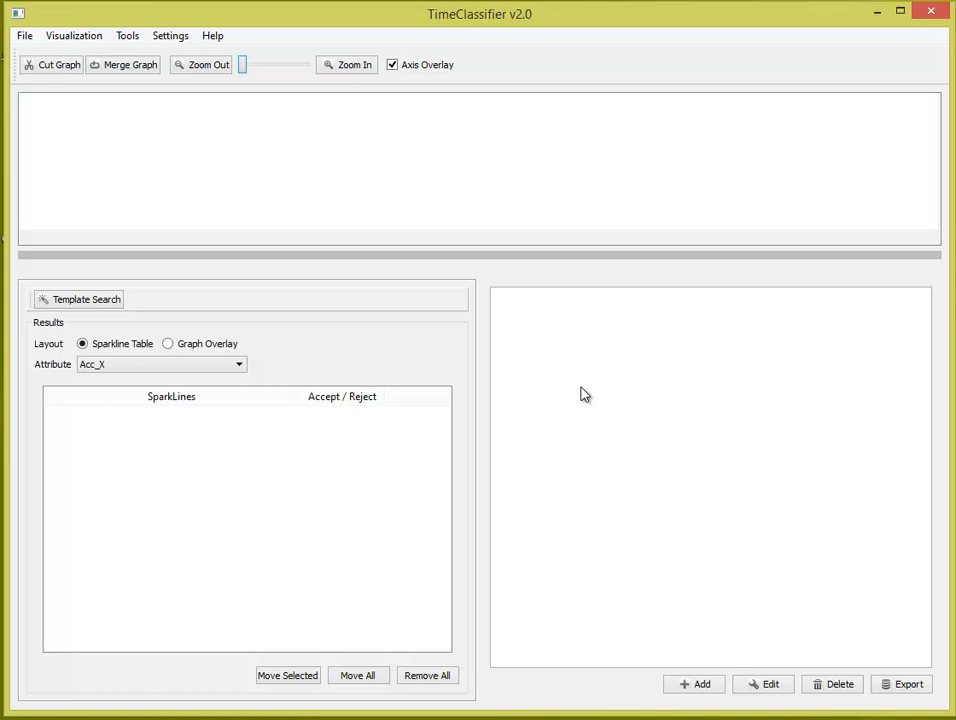 TimeClassifier v2.0
File Visualization Tools Settings Help
Cut Graph Merge Graph Zoom Out Zoom In Axis Overlay
Template Search
Results
Layout Sparkline Table Graph Overlay
Attribute Acc_X
SparkLines Accept / Reject
Move Selected Move All Remove All
Add Edit Delete Export